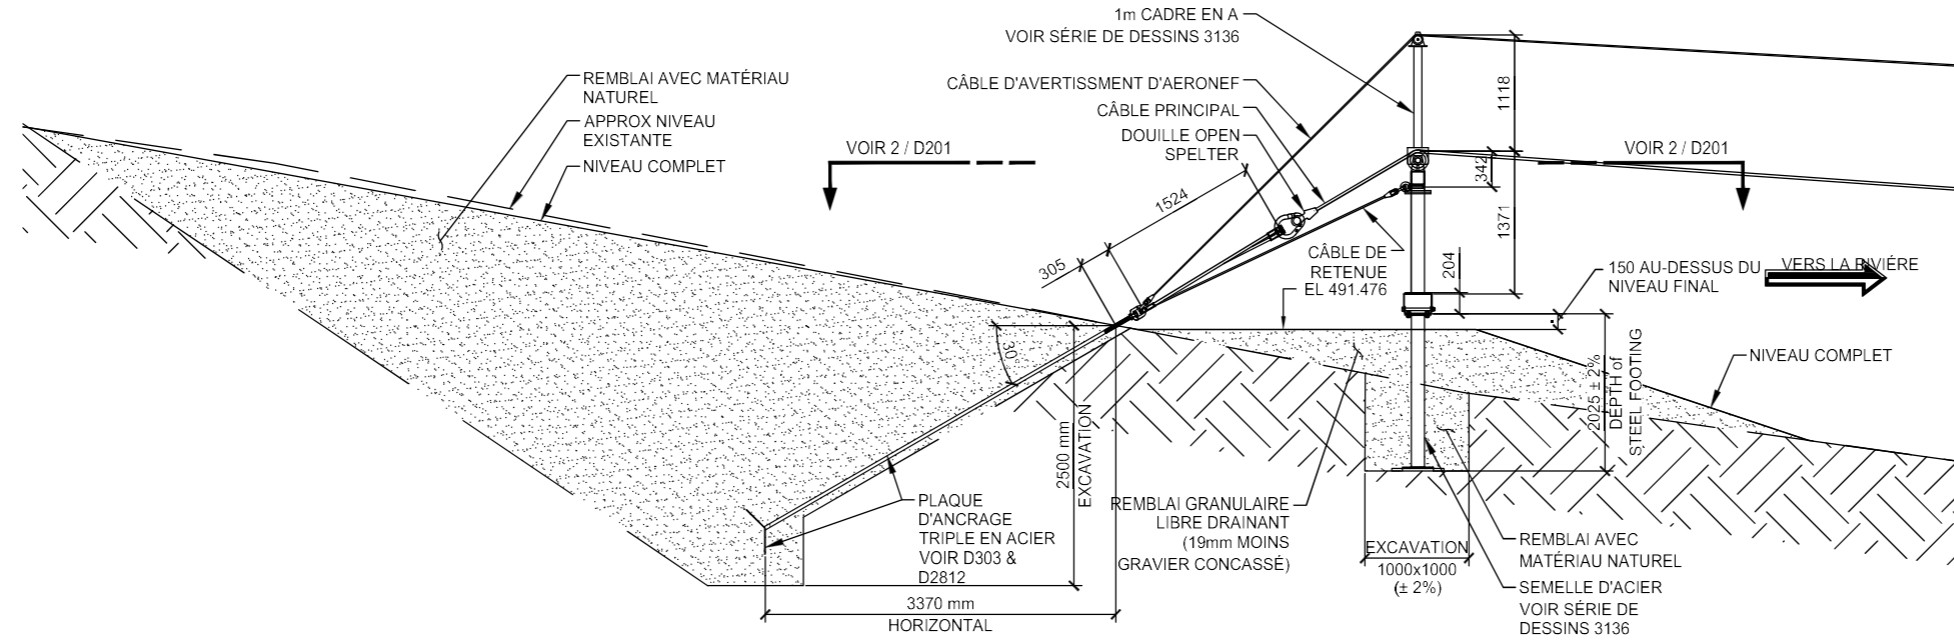 1m CADRE EN A
VOIR SÉRIE DE DESSINS 3136
REMBLAI AVEC MATÉRIAU
NATUREL
APPROX NIVEAU
EXISTANTE
NIVEAU COMPLET
CÂBLE D'AVERTISSMENT D'AERONEF
CÂBLE PRINCIPAL
DOUILLE OPEN
SPELTER
VOIR 2 / D201
VOIR 2 / D201
1118
342
1371
204
1524
305
CÂBLE DE
RETENUE
EL 491.476
150 AU-DESSUS DU
NIVEAU FINAL
VERS LA RIVIÉRE
30°
2500 mm
EXCAVATION
2025 ± 2%
DEPTH of
STEEL FOOTING
NIVEAU COMPLET
PLAQUE
D'ANCRAGE
TRIPLE EN ACIER
VOIR D303 &
D2812
REMBLAI GRANULAIRE
LIBRE DRAINANT
(19mm MOINS
GRAVIER CONCASSÉ)
EXCAVATION
1000x1000
(± 2%)
REMBLAI AVEC
MATÉRIAU NATUREL
SEMELLE D'ACIER
VOIR SÉRIE DE
DESSINS 3136
3370 mm
HORIZONTAL